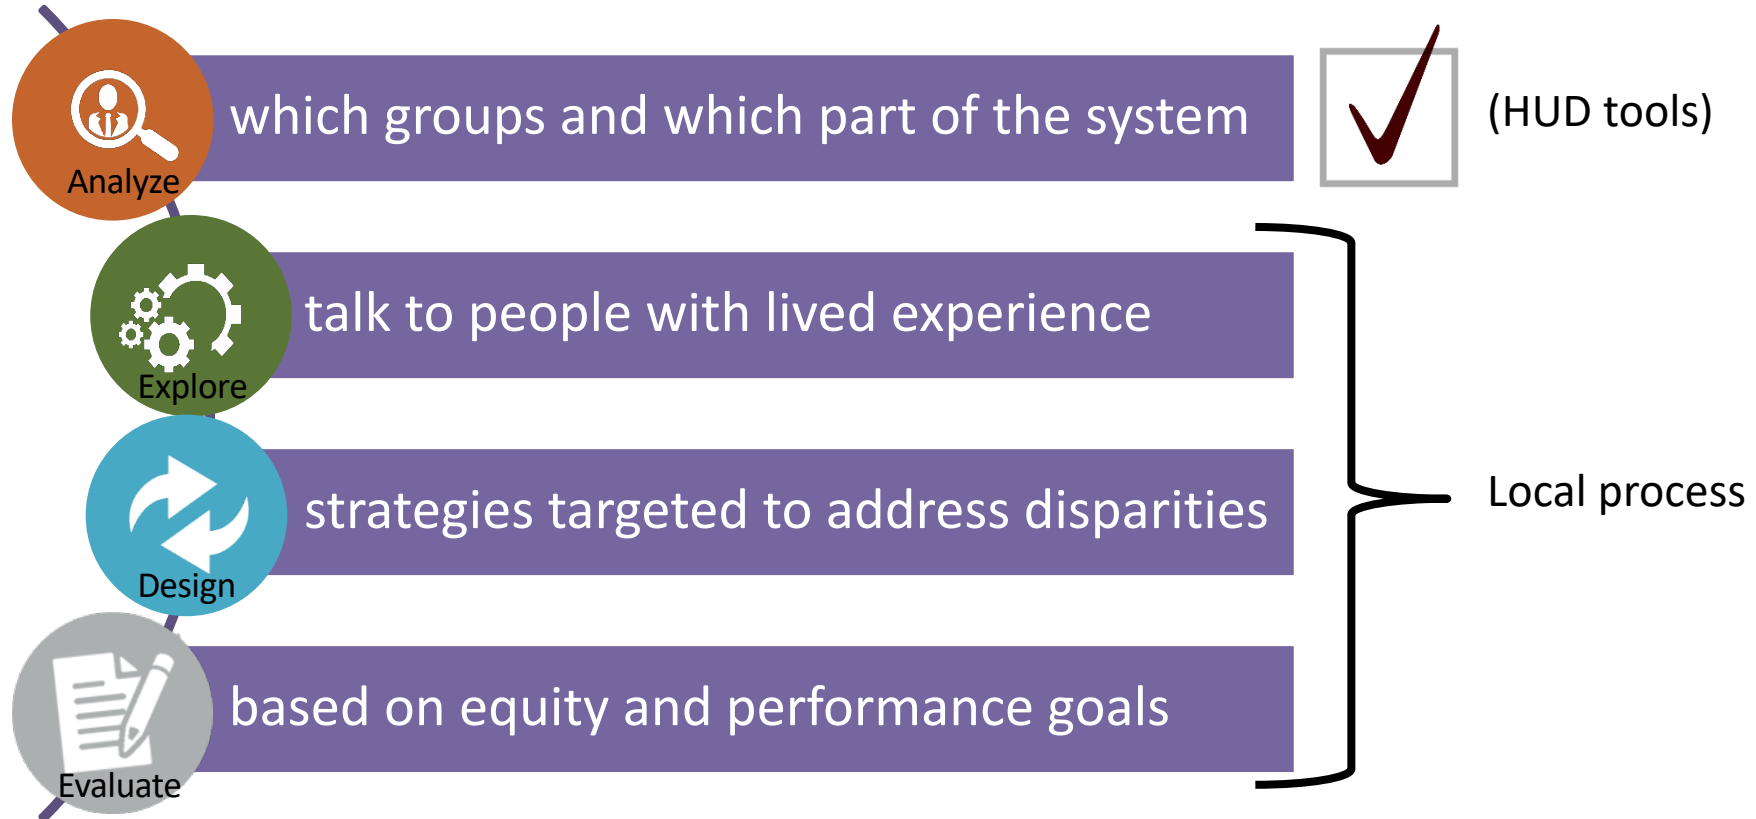 Analyze
which groups and which part of the system
(HUD tools)
Explore
talk to people with lived experience
Design
strategies targeted to address disparities
Local process
Evaluate
based on equity and performance goals